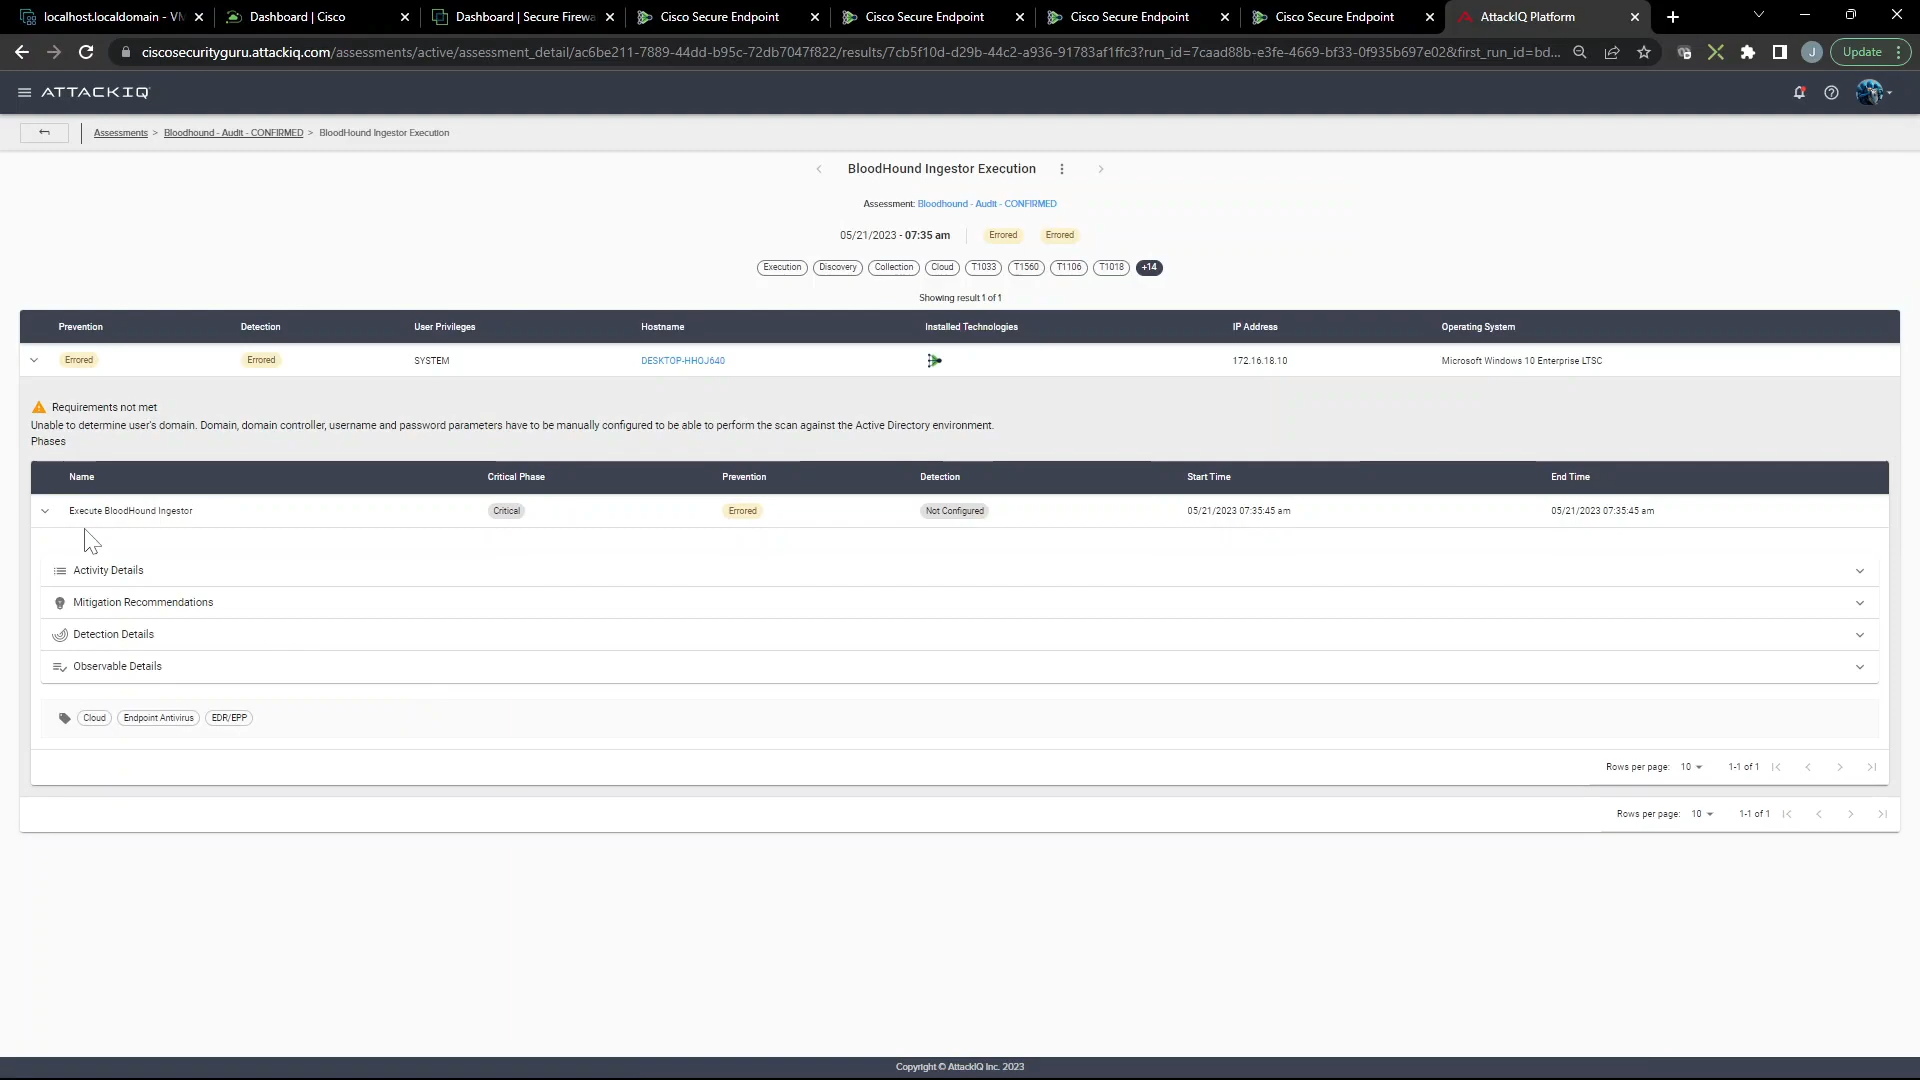 localhost.localdomain - VM
Dashboard | Cisco
Dashboard | Secure Firewa
Cisco Secure Endpoint
Cisco Secure Endpoint
Cisco Secure Endpoint
Cisco Secure Endpoint
AttackIQ Platform
ciscosecurityguru.attackiq.com/assessments/active/assessment_detail/ac6be211-7889-44dd-b95c-72db7047f822/results/7cb5f10d-d29b-44c2-a936-91783af1ffc3?run_id=7caad88b-e3fe-4669-bf33-0f935b697e02&first_run_id=bd...
J
Update
ATTACKIQ
Assessments > Bloodhound - Audit - CONFIRMED > BloodHound Ingestor Execution
BloodHound Ingestor Execution
Assessment: Bloodhound - Audit - CONFIRMED
05/21/2023 - 07:35 am Errored Errored
Execution Discovery Collection Cloud T1033 T1560 T1106 T1018 +14
Showing result 1 of 1
Prevention Detection User Privileges Hostname Installed Technologies IP Address Operating System
Errored Errored SYSTEM DESKTOP-HHOJ640 172.16.18.10 Microsoft Windows 10 Enterprise LTSC
Requirements not met
Unable to determine user's domain. Domain, domain controller, username and password parameters have to be manually configured to be able to perform the scan against the Active Directory environment.
Phases
Name Critical Phase Prevention Detection Start Time End Time
Execute BloodHound Ingestor Critical Errored Not Configured 05/21/2023 07:35:45 am 05/21/2023 07:35:45 am
Activity Details
Mitigation Recommendations
Detection Details
Observable Details
Cloud Endpoint Antivirus EDR/EPP
Rows per page: 10 1-1 of 1
Rows per page: 10 1-1 of 1
Copyright © AttackIQ Inc. 2023